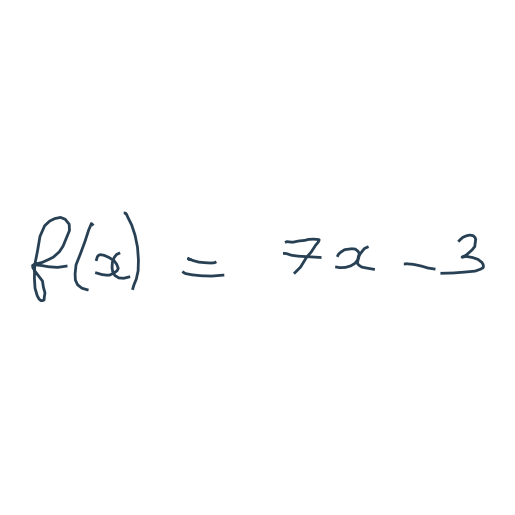 f(x) = 7x - 3